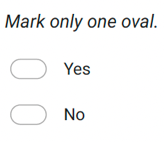 Mark only one oval.
Yes
No